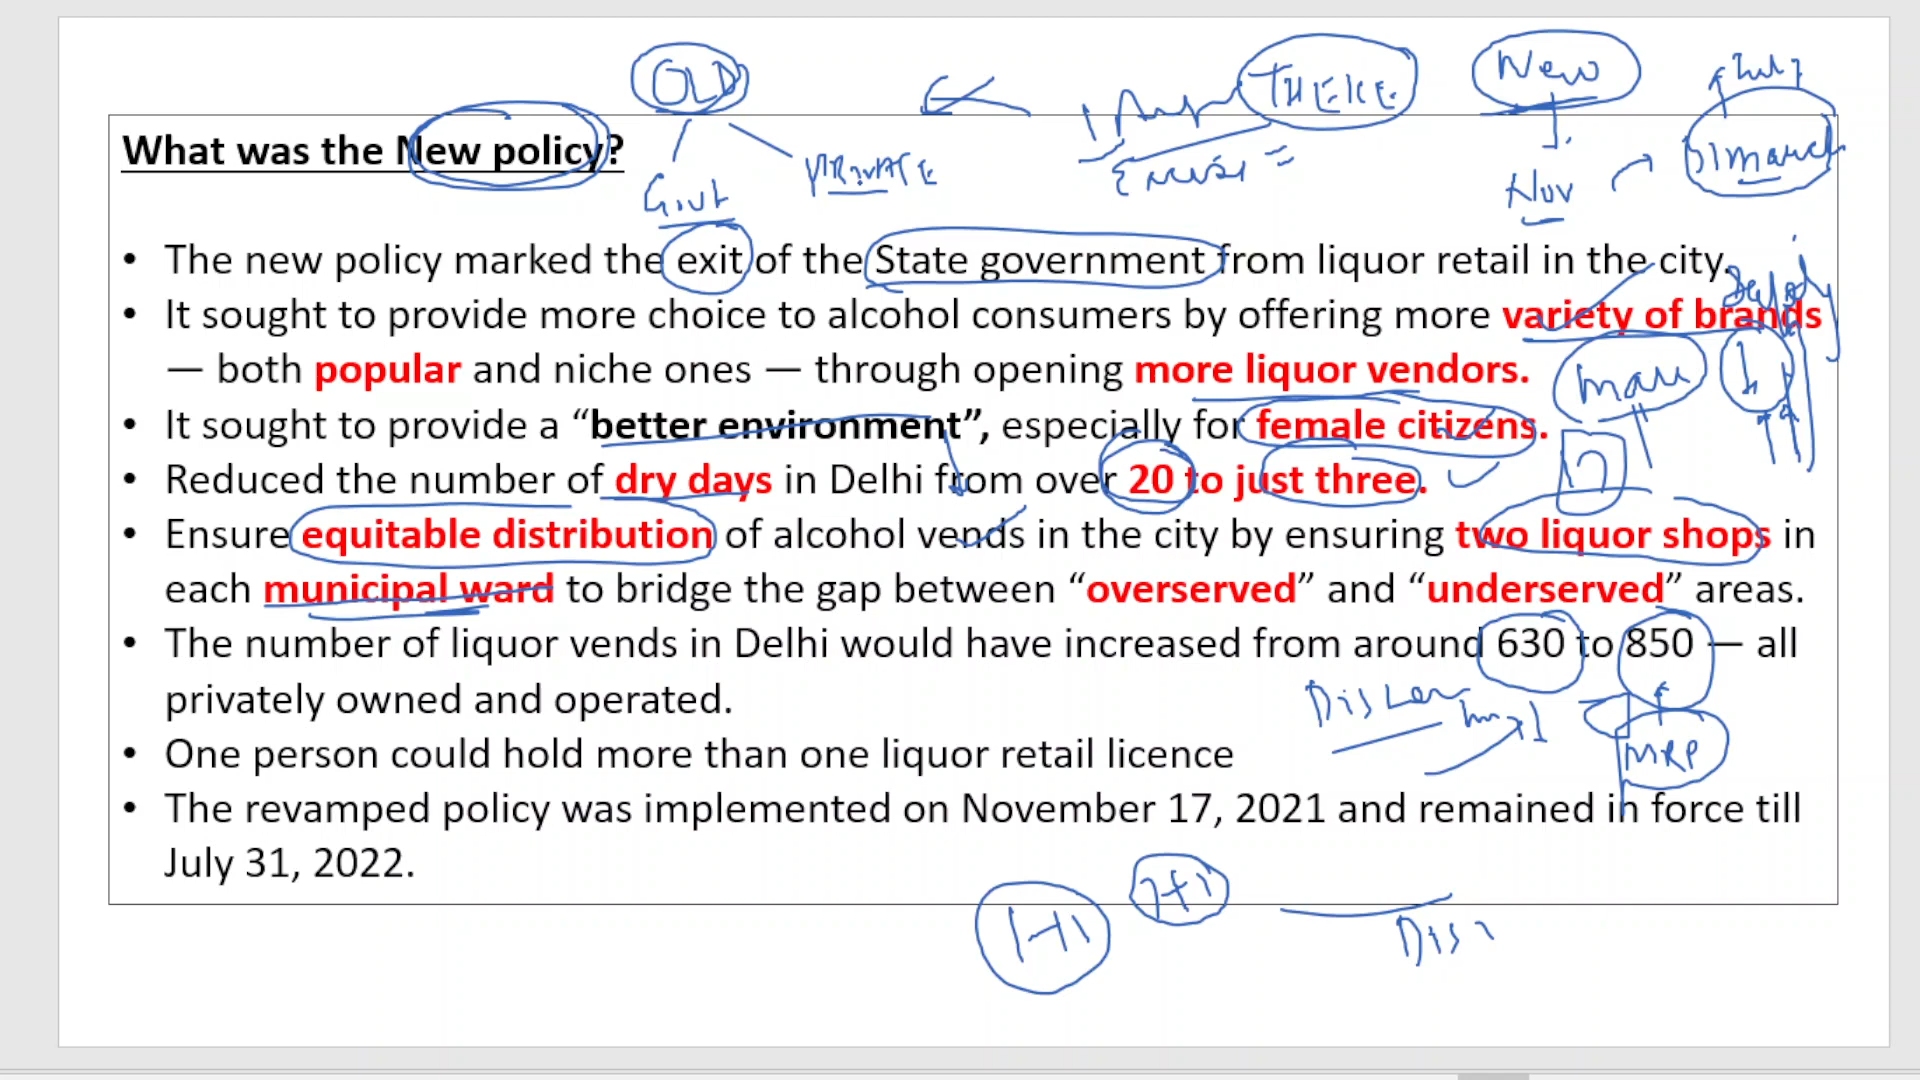 OLD
THEKE
New
July
What was the New policy?
PRIVATE
Govt
Nov
31 march
• The new policy marked the exit of the State government from liquor retail in the city.
• It sought to provide more choice to alcohol consumers by offering more variety of brands
— both popular and niche ones — through opening more liquor vendors.
• It sought to provide a “better environment”, especially for female citizens.
• Reduced the number of dry days in Delhi from over 20 to just three.
• Ensure equitable distribution of alcohol vends in the city by ensuring two liquor shops in
each municipal ward to bridge the gap between “overserved” and “underserved” areas.
• The number of liquor vends in Delhi would have increased from around 630 to 850 — all
privately owned and operated.
MRP
• One person could hold more than one liquor retail licence
• The revamped policy was implemented on November 17, 2021 and remained in force till
July 31, 2022.
1+1
Dis